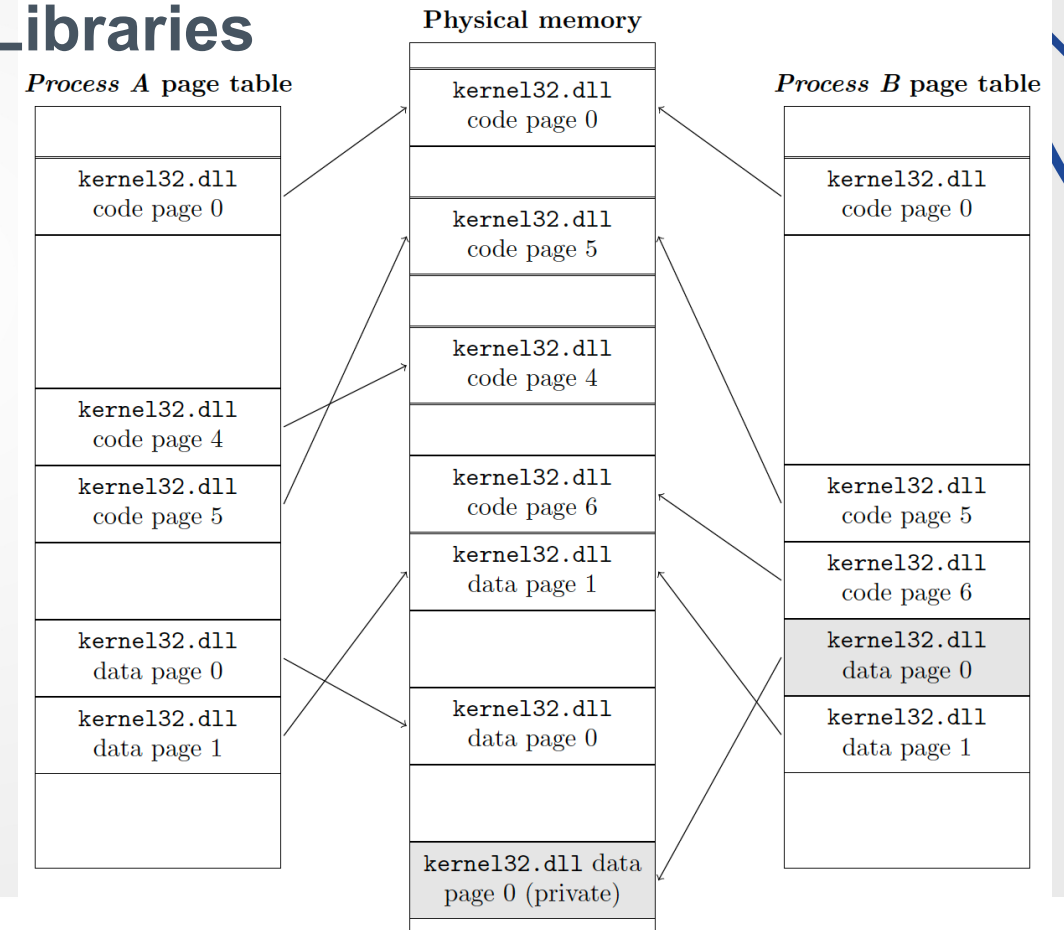 Libraries
Physical memory
Process A page table
Process B page table
kernel32.dll
code page 0
kernel32.dll
code page 4
kernel32.dll
code page 5
kernel32.dll
data page 0
kernel32.dll
data page 1
kernel32.dll
code page 0
kernel32.dll
code page 5
kernel32.dll
code page 4
kernel32.dll
code page 6
kernel32.dll
data page 1
kernel32.dll
data page 0
kernel32.dll data
page 0 (private)
kernel32.dll
code page 0
kernel32.dll
code page 5
kernel32.dll
code page 6
kernel32.dll
data page 0
kernel32.dll
data page 1